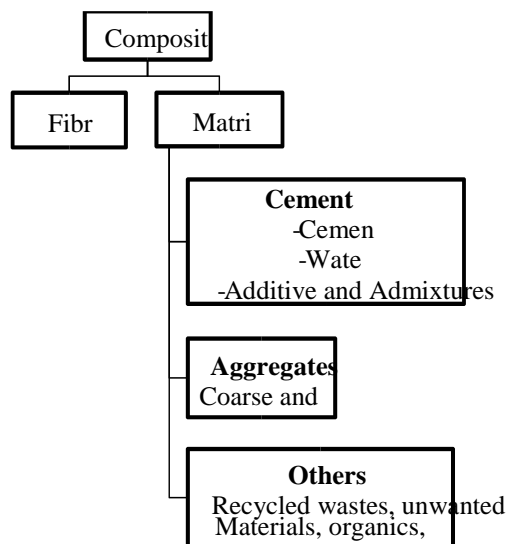 Composit
Fibr
Matri
Cement
-Cemen
-Wate
-Additive and Admixtures
Aggregates
Coarse and
Others
Recycled wastes, unwanted
Materials, organics,